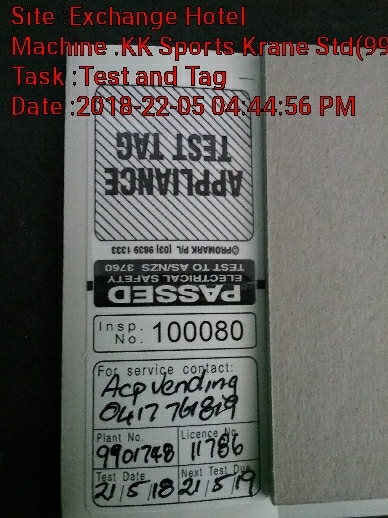 Site :Exchange Hotel
Machine :KK Sports Krane Std(99
Task :Test and Tag
Date :2018-22-05 04:44:56 PM
APPLIANCE
TEST TAG
©PROMARK P/L (03) 9639 1333
PASSED
ELECTRICAL SAFETY
TEST TO AS/NZS 3760
Insp. No. 100080
For service contact:
Acp vending
0417 761819
Plant No. Licence No.
9901748 11786
Test Date Next Test Due
21/5/18 21/5/19